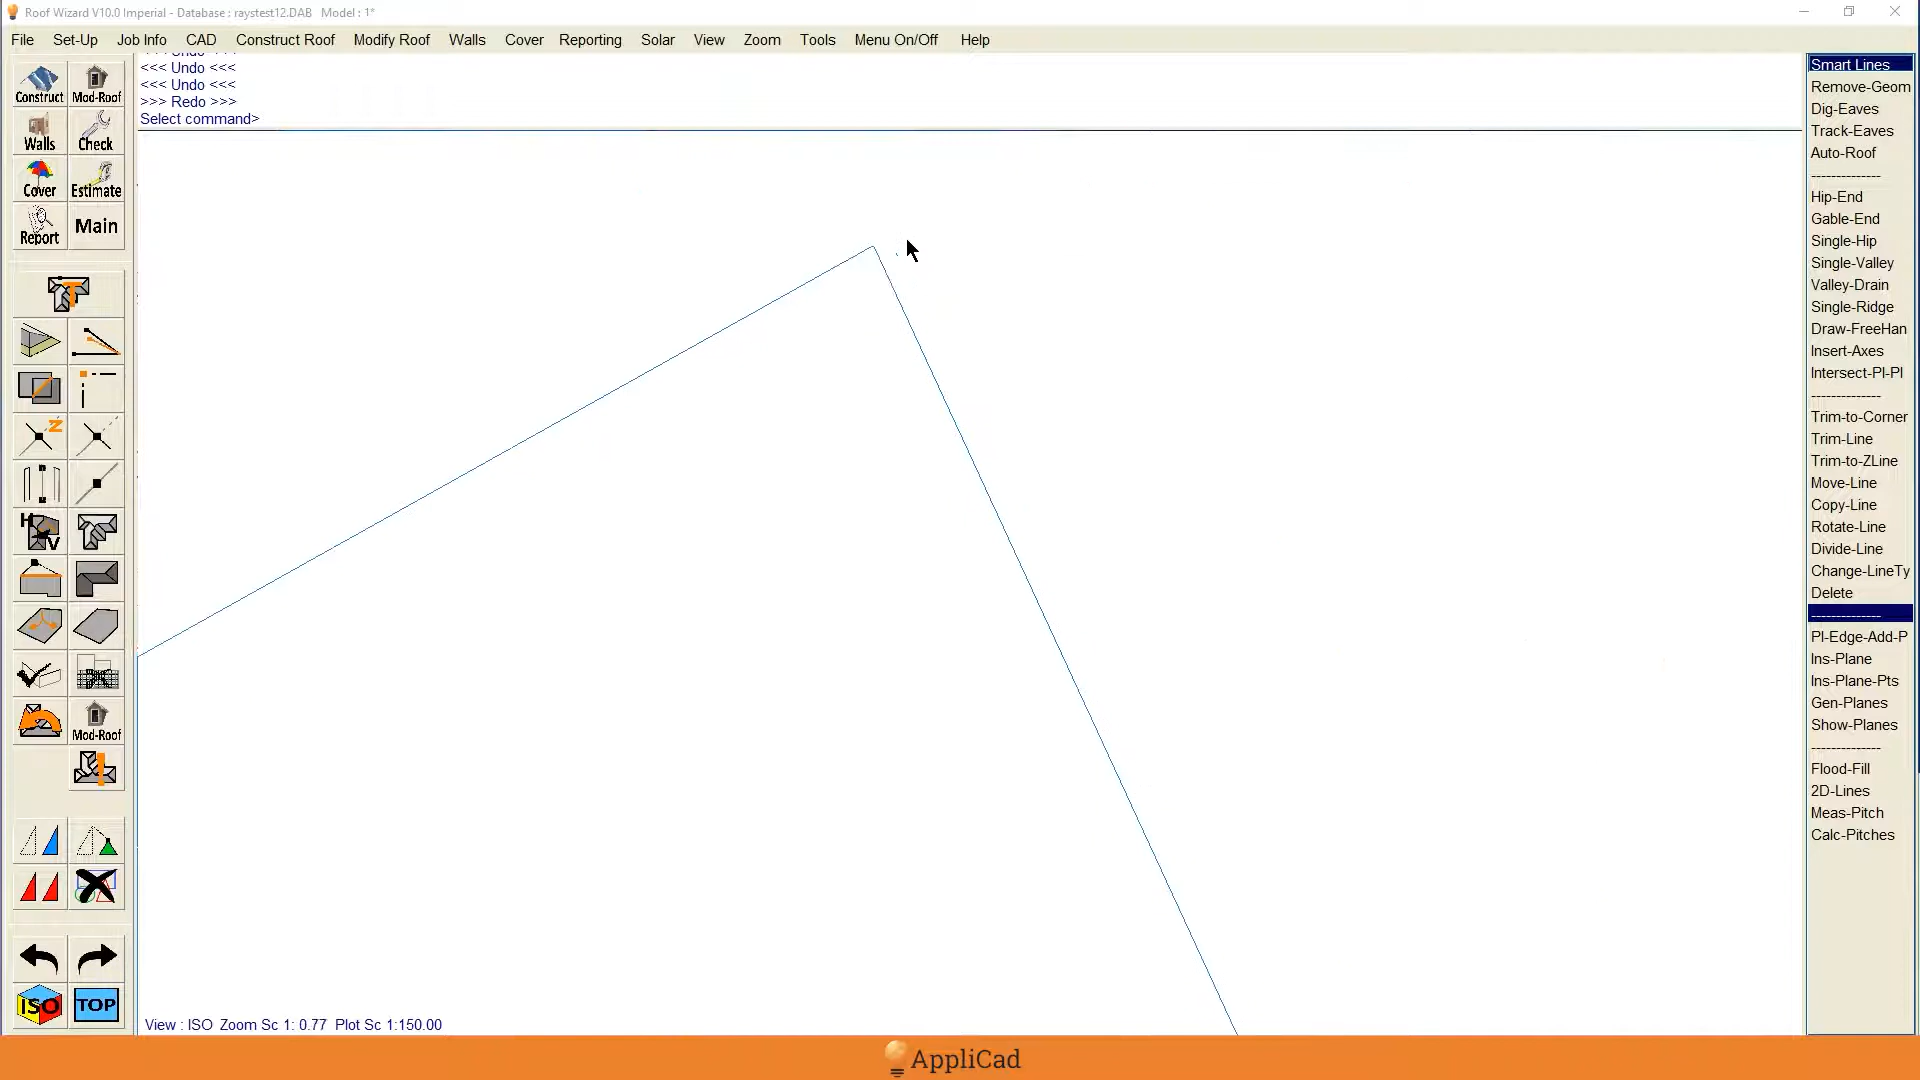 Roof Wizard V10.0 Imperial - Database : raystest12.DAB   Model : 1*
File Set-Up Job Info CAD Construct Roof Modify Roof Walls Cover Reporting Solar View Zoom Tools Menu On/Off Help
<<< Undo <<<
<<< Undo <<<
<<< Undo <<<
>>> Redo >>>
Select command>
Construct Mod-Roof
Walls Check
Cover Estimate
Report Main
Z
H
V
Mod-Roof
ISO TOP
View : ISO  Zoom Sc 1: 0.77  Plot Sc 1:150.00
Smart Lines
Remove-Geom
Dig-Eaves
Track-Eaves
Auto-Roof
--------------
Hip-End
Gable-End
Single-Hip
Single-Valley
Valley-Drain
Single-Ridge
Draw-FreeHan
Insert-Axes
Intersect-Pl-Pl
--------------
Trim-to-Corner
Trim-Line
Trim-to-ZLine
Move-Line
Copy-Line
Rotate-Line
Divide-Line
Change-LineTy
Delete
--------------
Pl-Edge-Add-P
Ins-Plane
Ins-Plane-Pts
Gen-Planes
Show-Planes
--------------
Flood-Fill
2D-Lines
Meas-Pitch
Calc-Pitches
AppliCad